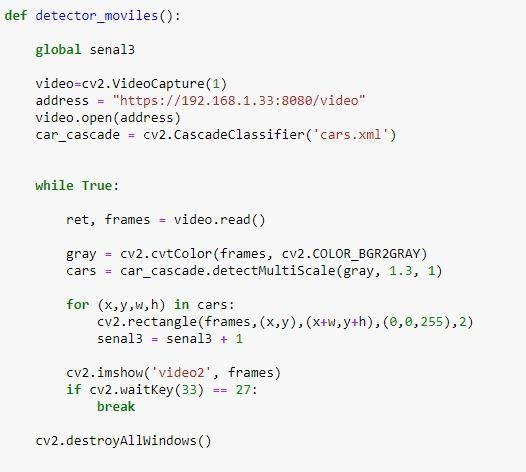 def detector_moviles():
global senal3
video=cv2.VideoCapture(1)
address = "https://192.168.1.33:8080/video"
video.open(address)
car_cascade = cv2.CascadeClassifier('cars.xml')
while True:
ret, frames = video.read()
gray = cv2.cvtColor(frames, cv2.COLOR_BGR2GRAY)
cars = car_cascade.detectMultiScale(gray, 1.3, 1)
for (x,y,w,h) in cars:
cv2.rectangle(frames,(x,y),(x+w,y+h),(0,0,255),2)
senal3 = senal3 + 1
cv2.imshow('video2', frames)
if cv2.waitKey(33) == 27:
break
cv2.destroyAllWindows()